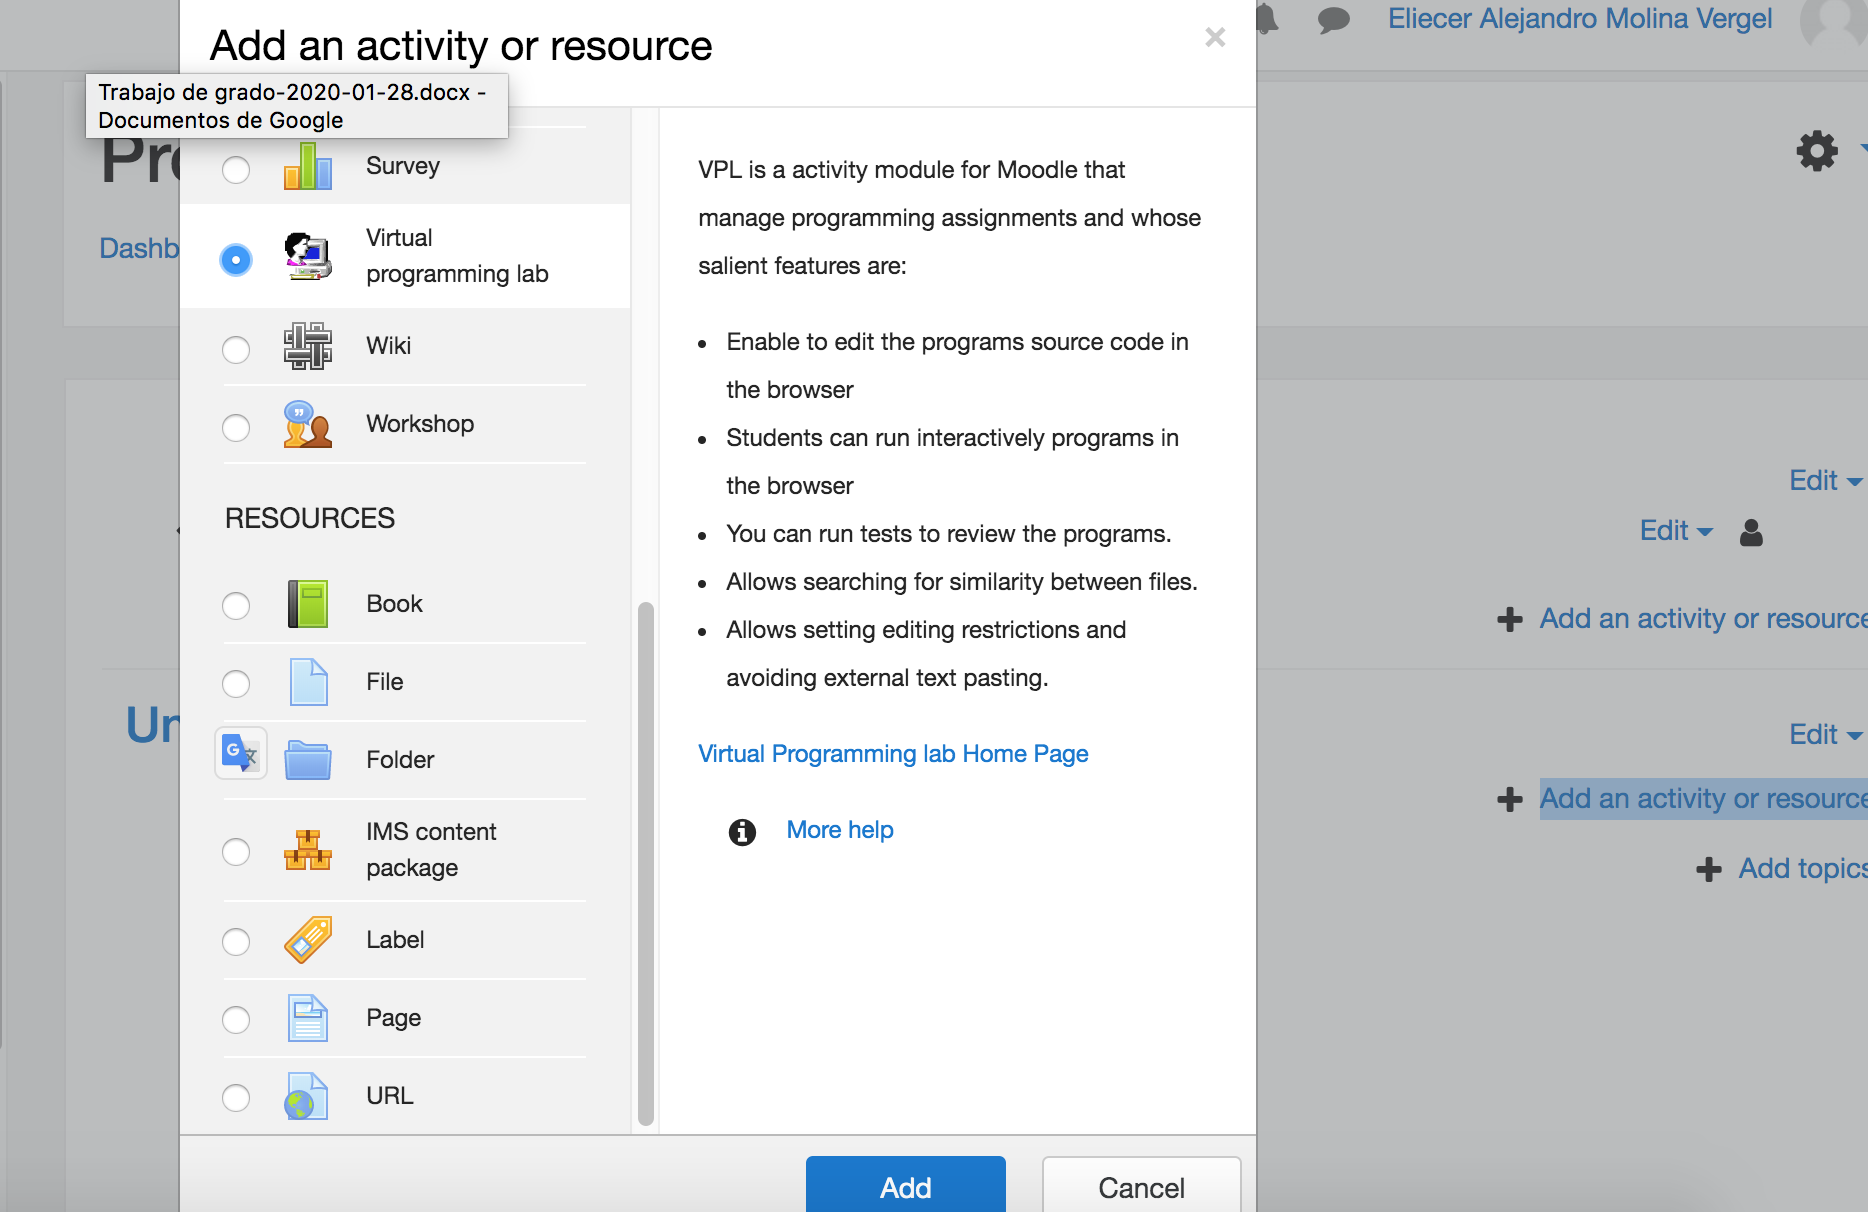 Add an activity or resource
×
Eliecer Alejandro Molina Vergel
Trabajo de grado-2020-01-28.docx -
Documentos de Google
Survey
Virtual
programming lab
Wiki
Workshop
RESOURCES
Book
File
Folder
IMS content
package
Label
Page
URL
VPL is a activity module for Moodle that
manage programming assignments and whose
salient features are:
• Enable to edit the programs source code in
the browser
• Students can run interactively programs in
the browser
• You can run tests to review the programs.
• Allows searching for similarity between files.
• Allows setting editing restrictions and
avoiding external text pasting.
Virtual Programming lab Home Page
More help
Add
Cancel
Pro
Dashb
Un
Edit
Edit
Add an activity or resource
Edit
Add an activity or resource
Add topics